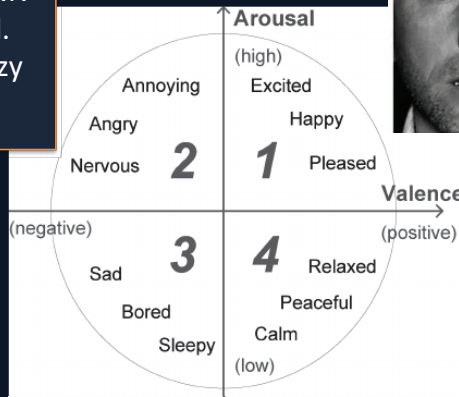 zy
Arousal
(high)
Annoying
Excited
Angry
Happy
Nervous
2
1
Pleased
Valence
(negative)
(positive)
3
4
Sad
Relaxed
Bored
Peaceful
Sleepy
Calm
(low)